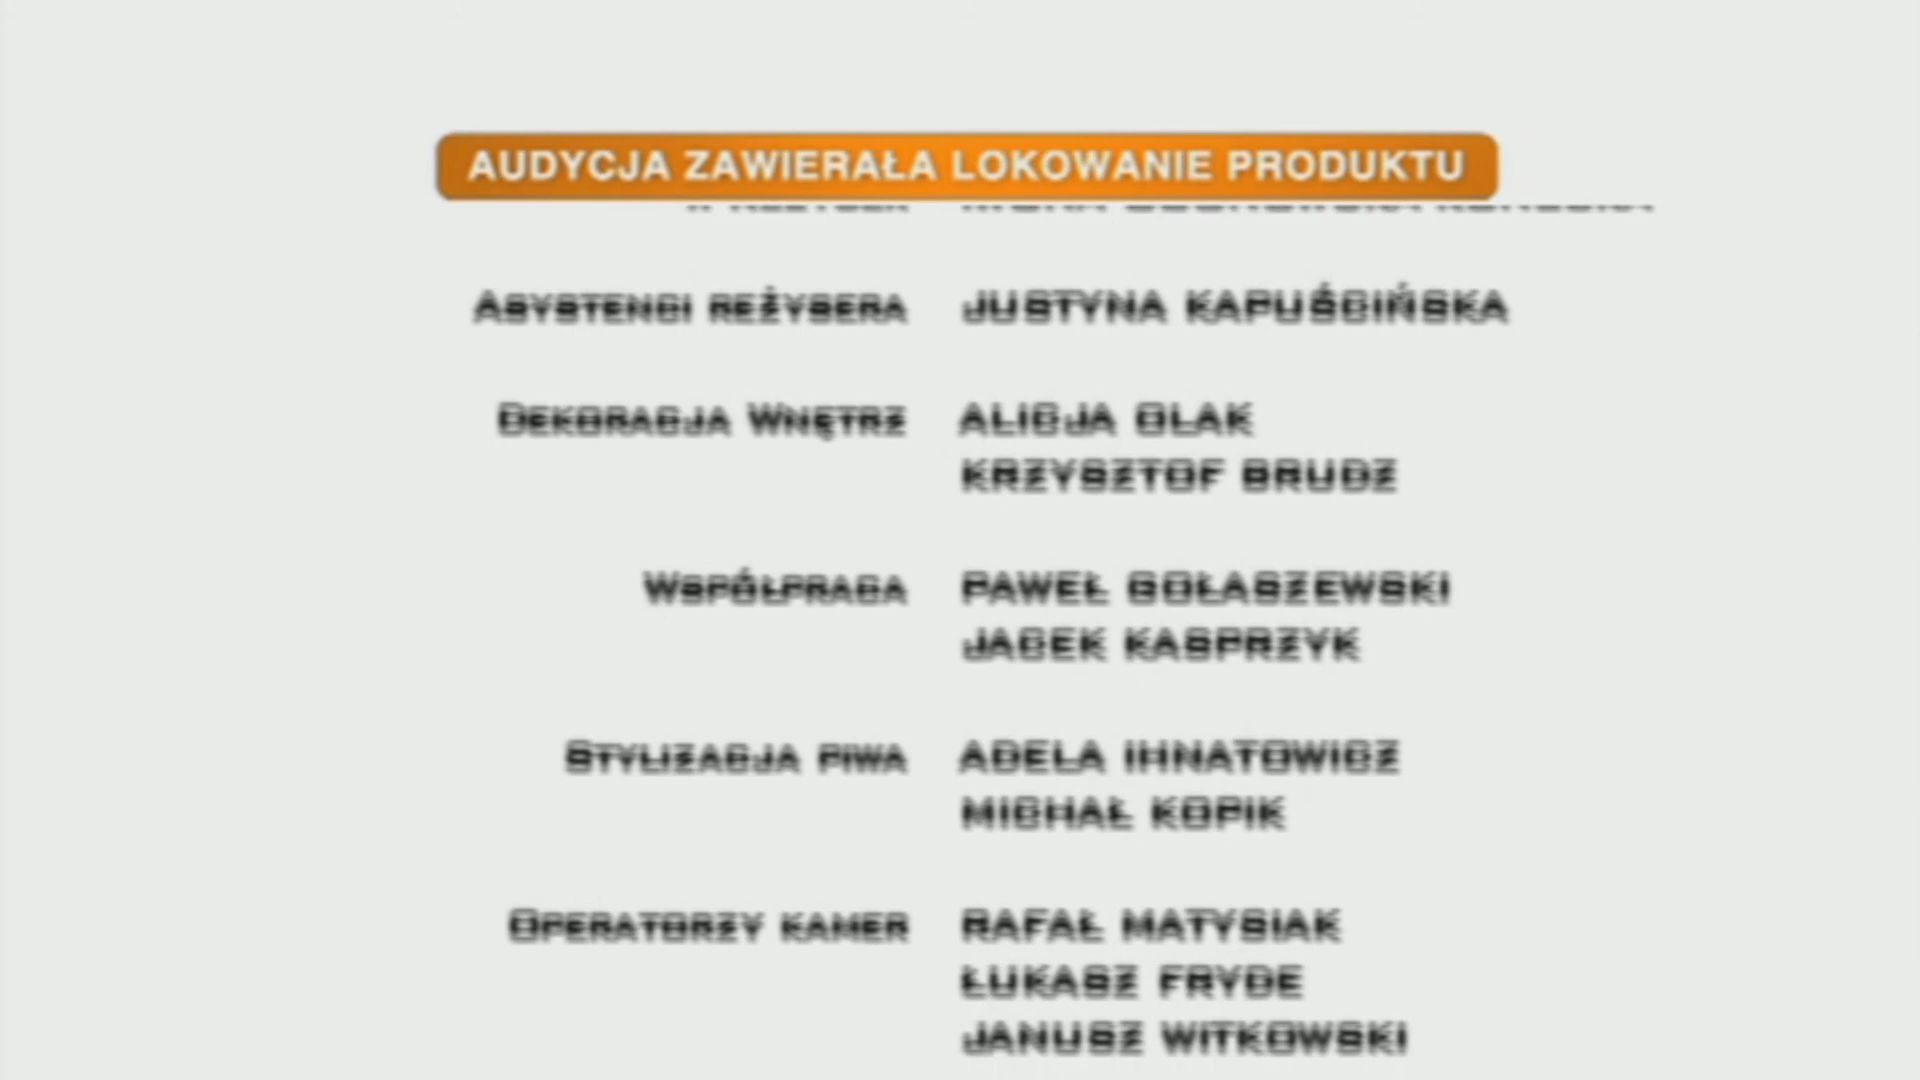 AUDYCJA ZAWIERAŁA LOKOWANIE PRODUKTU
ASYSTENCI REŻYSERA JUSTYNA KAPUŚCIŃSKA
DEKORACJA WNĘTRZ ALICJA OLAK
KRZYSZTOF BRUDZ
WSPÓŁPRACA PAWEŁ GOŁASZEWSKI
JACEK KASPRZYK
STYLIZACJA PIWA ADELA IHNATOWICZ
MICHAŁ KOPIK
OPERATORZY KAMER RAFAŁ MATYSIAK
ŁUKASZ FRYDE
JANUSZ WITKOWSKI